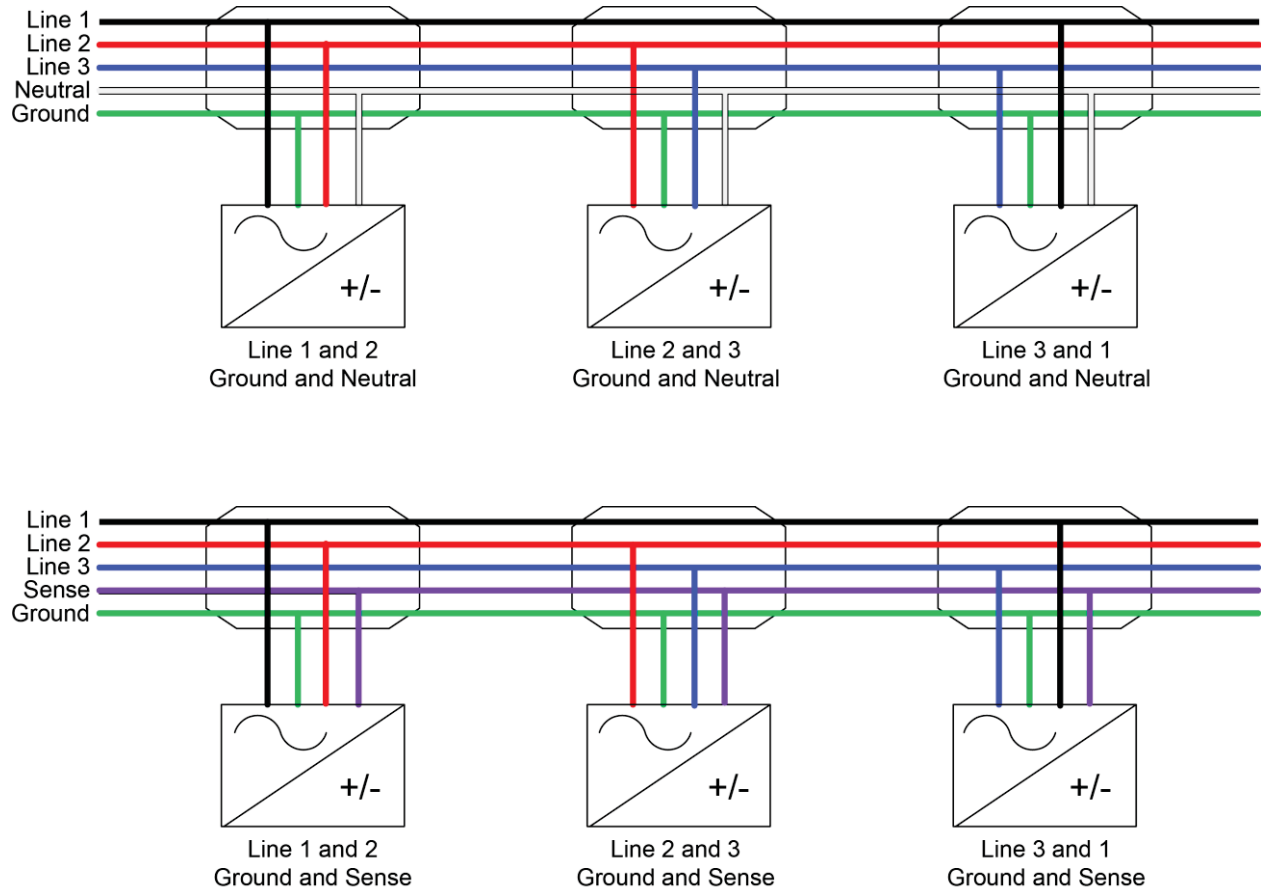 Line 1
Line 2
Line 3
Neutral
Ground
+/-
+/-
+/-
Line 1 and 2
Ground and Neutral
Line 2 and 3
Ground and Neutral
Line 3 and 1
Ground and Neutral
Line 1
Line 2
Line 3
Sense
Ground
+/-
+/-
+/-
Line 1 and 2
Ground and Sense
Line 2 and 3
Ground and Sense
Line 3 and 1
Ground and Sense